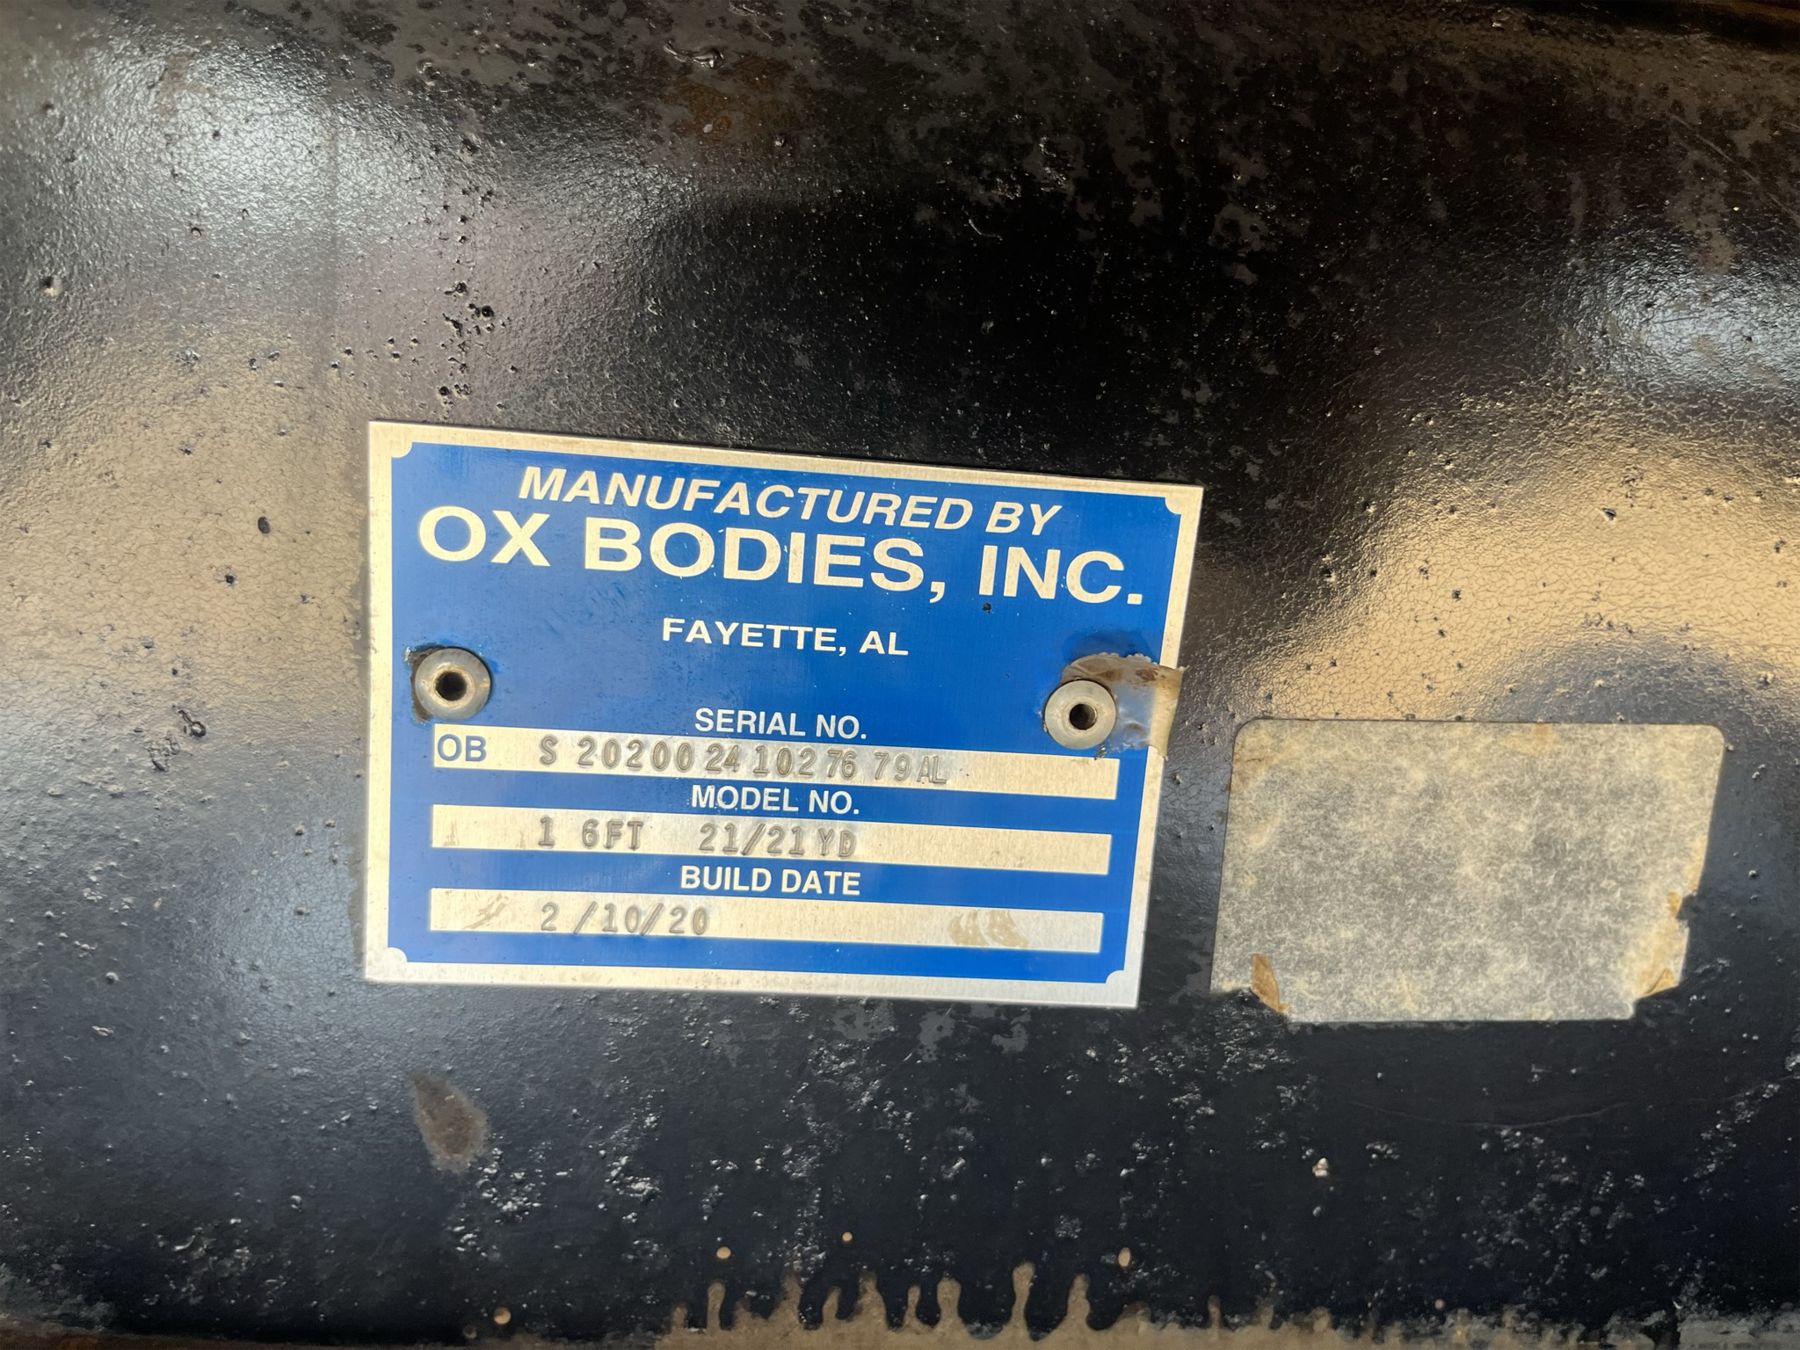 MANUFACTURED BY
OX BODIES, INC.
FAYETTE, AL
SERIAL NO.
OB S 20200 24 102 76 79 AL
MODEL NO.
1 6FT 21/21 YD
BUILD DATE
2 /10/20